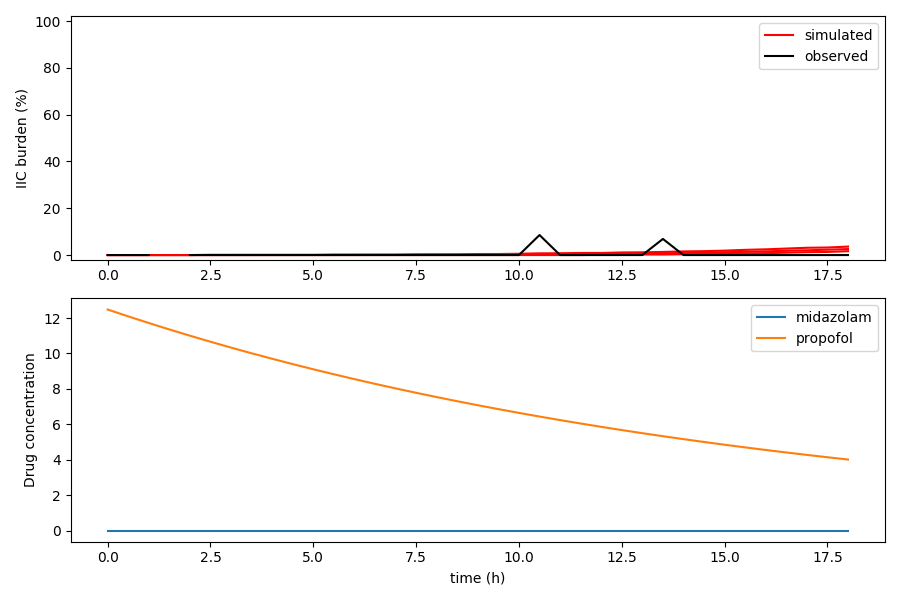 100
80
60
40
20
0
IIC burden (%)
simulated
observed
0.0 2.5 5.0 7.5 10.0 12.5 15.0 17.5
12
10
8
6
4
2
0
Drug concentration
midazolam
propofol
0.0 2.5 5.0 7.5 10.0 12.5 15.0 17.5
time (h)